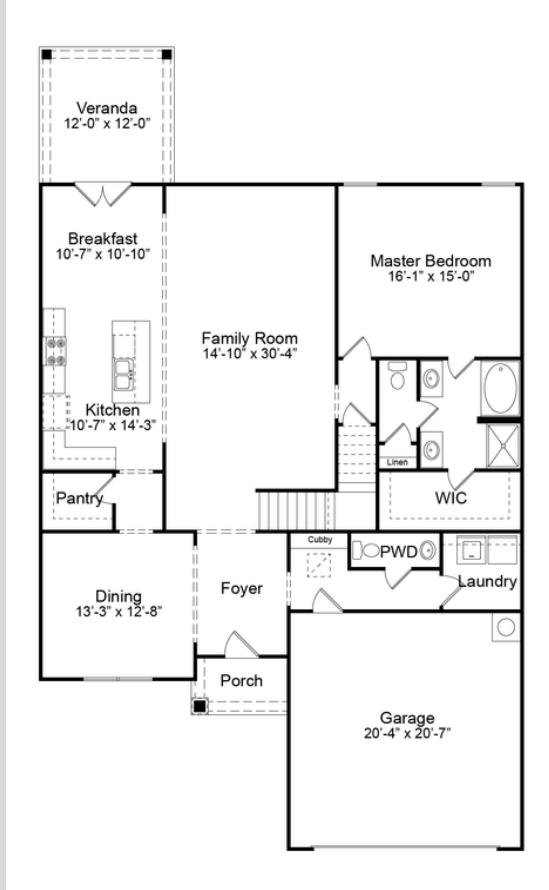 Veranda
12'-0" x 12'-0"
Breakfast
10'-7" x 10'-10"
Master Bedroom
16'-1" x 15'-0"
Family Room
14'-10" x 30'-4"
Kitchen
10'-7" x 14'-3"
Linen
Pantry
WIC
Cubby
PWD
Laundry
Dining
13'-3" x 12'-8"
Foyer
Porch
Garage
20'-4" x 20'-7"